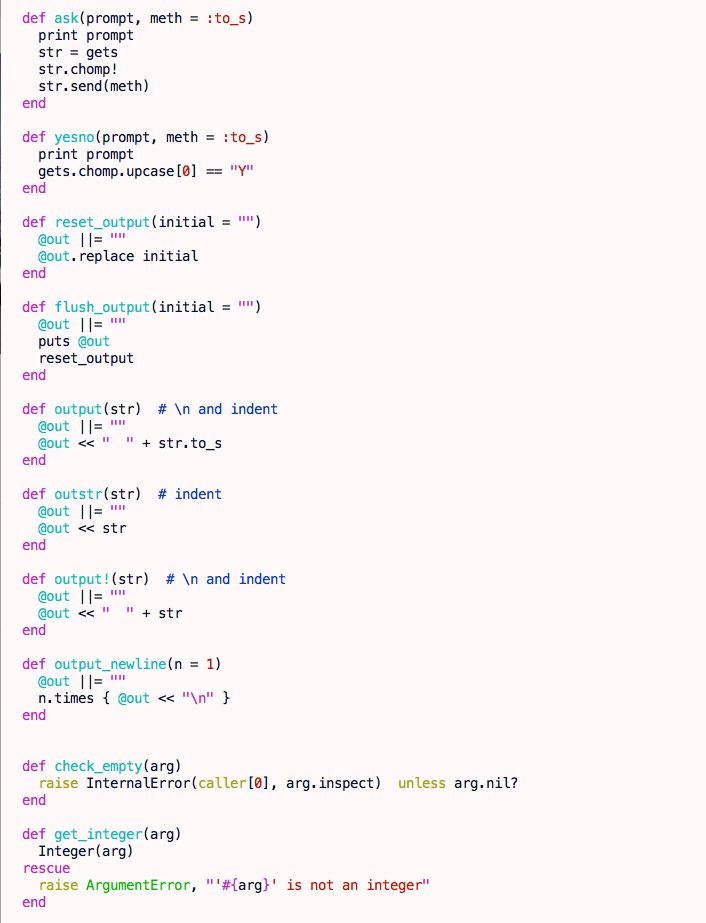 def ask(prompt, meth = :to_s)
  print prompt
  str = gets
  str.chomp!
  str.send(meth)
end

def yesno(prompt, meth = :to_s)
  print prompt
  gets.chomp.upcase[0] == "Y"
end

def reset_output(initial = "")
  @out ||= ""
  @out.replace initial
end

def flush_output(initial = "")
  @out ||= ""
  puts @out
  reset_output
end

def output(str)  # \n and indent
  @out ||= ""
  @out << "  " + str.to_s
end

def outstr(str)  # indent
  @out ||= ""
  @out << str
end

def output!(str)  # \n and indent
  @out ||= ""
  @out << "  " + str
end

def output_newline(n = 1)
  @out ||= ""
  n.times { @out << "\n" }
end


def check_empty(arg)
  raise InternalError(caller[0], arg.inspect)  unless arg.nil?
end

def get_integer(arg)
  Integer(arg)
rescue
  raise ArgumentError, "'#{arg}' is not an integer"
end